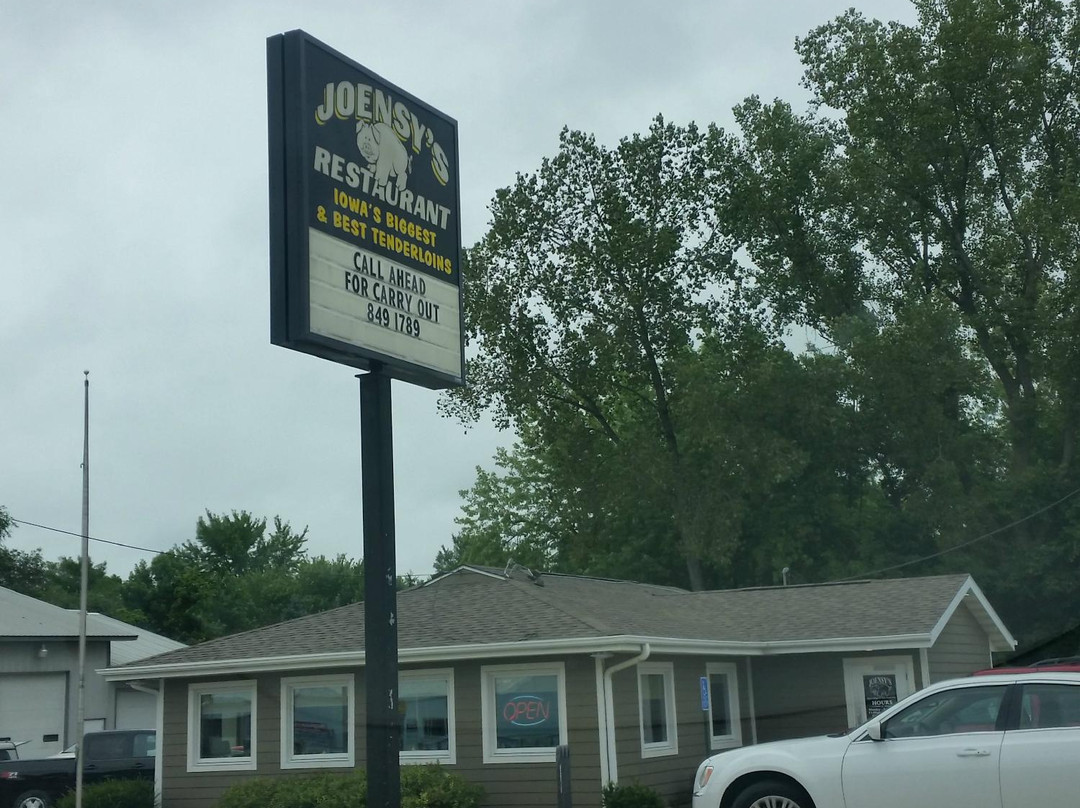 JOENSY'S
RESTAURANT
IOWA'S BIGGEST
& BEST TENDERLOINS
CALL AHEAD
FOR CARRY OUT
849 1789
OPEN
JOENSY'S
HOURS